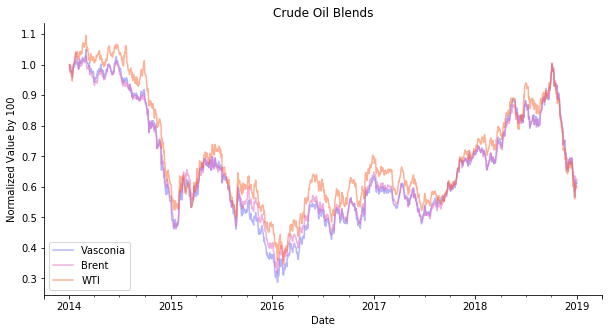 Crude Oil Blends
Normalized Value by 100
1.1
1.0
0.9
0.8
0.7
0.6
0.5
0.4
0.3
Vasconia
Brent
WTI
2014
2015
2016
2017
2018
2019
Date